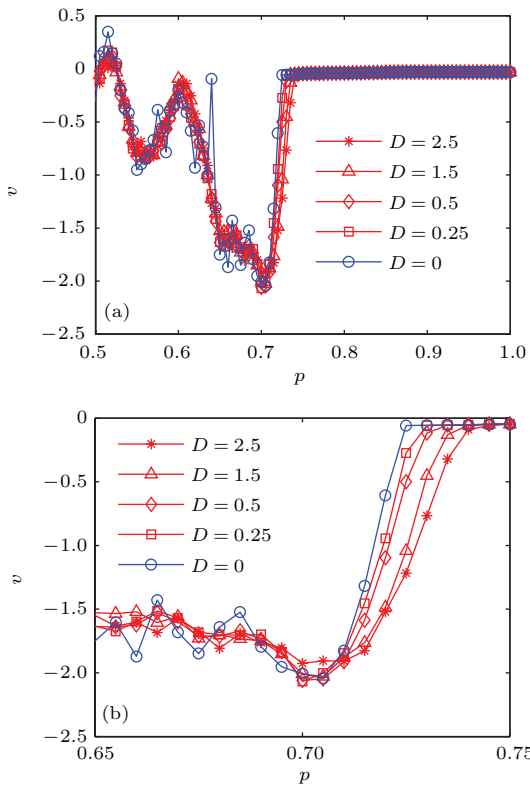 0.5
0
−0.5
−1.0
−1.5
−2.0
−2.5
v
D = 2.5
D = 1.5
D = 0.5
D = 0.25
D = 0
(a)
0.5 0.6 0.7 0.8 0.9 1.0
p
0
−0.5
−1.0
−1.5
−2.0
−2.5
v
D = 2.5
D = 1.5
D = 0.5
D = 0.25
D = 0
(b)
0.65 0.70 0.75
p